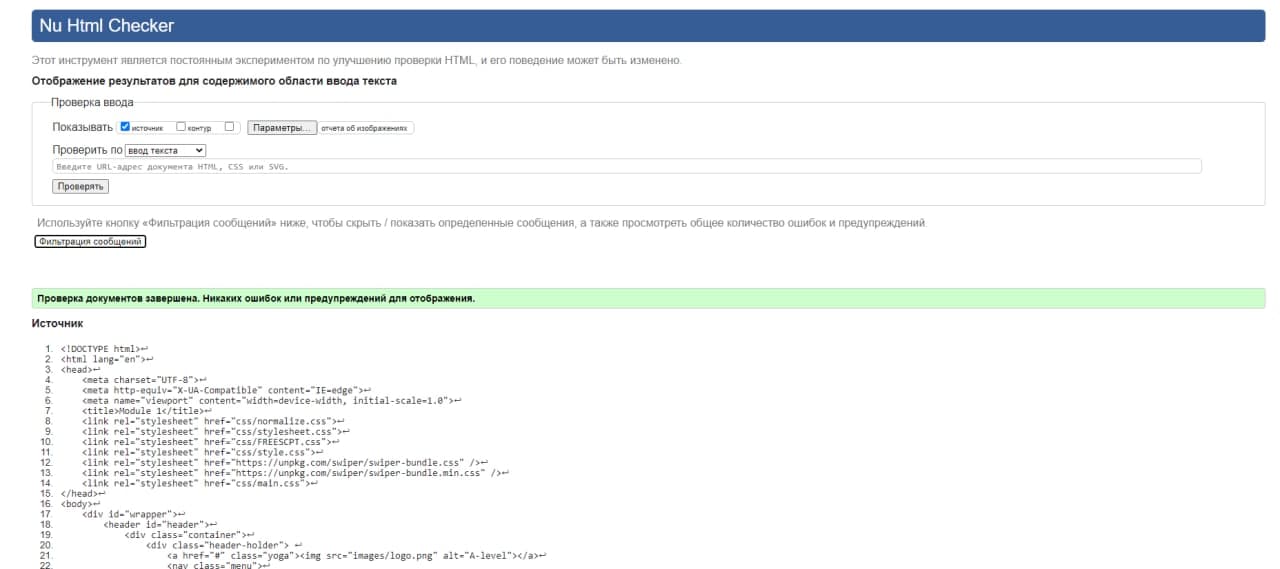 Nu Html Checker
Этот инструмент является постоянным экспериментом по улучшению проверки HTML, и его поведение может быть изменено.
Отображение результатов для содержимого области ввода текста
Проверка ввода
Показывать источник контур Параметры... отчета об изображениях
Проверить по ввод текста
Введите URL-адрес документа HTML, CSS или SVG.
Проверять
Используйте кнопку «Фильтрация сообщений» ниже, чтобы скрыть / показать определенные сообщения, а также просмотреть общее количество ошибок и предупреждений
Фильтрация сообщений
Проверка документов завершена. Никаких ошибок или предупреждений для отображения.
Источник
1. <!DOCTYPE html>↩
2. <html lang="en">↩
3. <head>↩
4. <meta charset="UTF-8">↩
5. <meta http-equiv="X-UA-Compatible" content="IE=edge">↩
6. <meta name="viewport" content="width=device-width, initial-scale=1.0">↩
7. <title>Module 1</title>↩
8. <link rel="stylesheet" href="css/normalize.css">↩
9. <link rel="stylesheet" href="css/stylesheet.css">↩
10. <link rel="stylesheet" href="css/FREESCPT.css">↩
11. <link rel="stylesheet" href="css/style.css">↩
12. <link rel="stylesheet" href="https://unpkg.com/swiper/swiper-bundle.css" />↩
13. <link rel="stylesheet" href="https://unpkg.com/swiper/swiper-bundle.min.css" />↩
14. <link rel="stylesheet" href="css/main.css">↩
15. </head>↩
16. <body>↩
17. <div id="wrapper">↩
18. <header id="header">↩
19. <div class="container">↩
20. <div class="header-holder"> ↩
21. <a href="#" class="yoga"><img src="images/logo.png" alt="A-level"></a>↩
22. <nav class="menu">↩